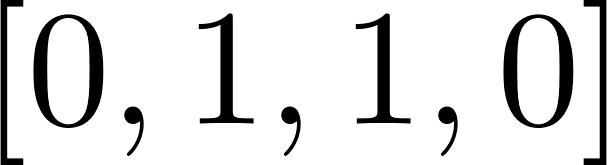 [0, 1, 1, 0]